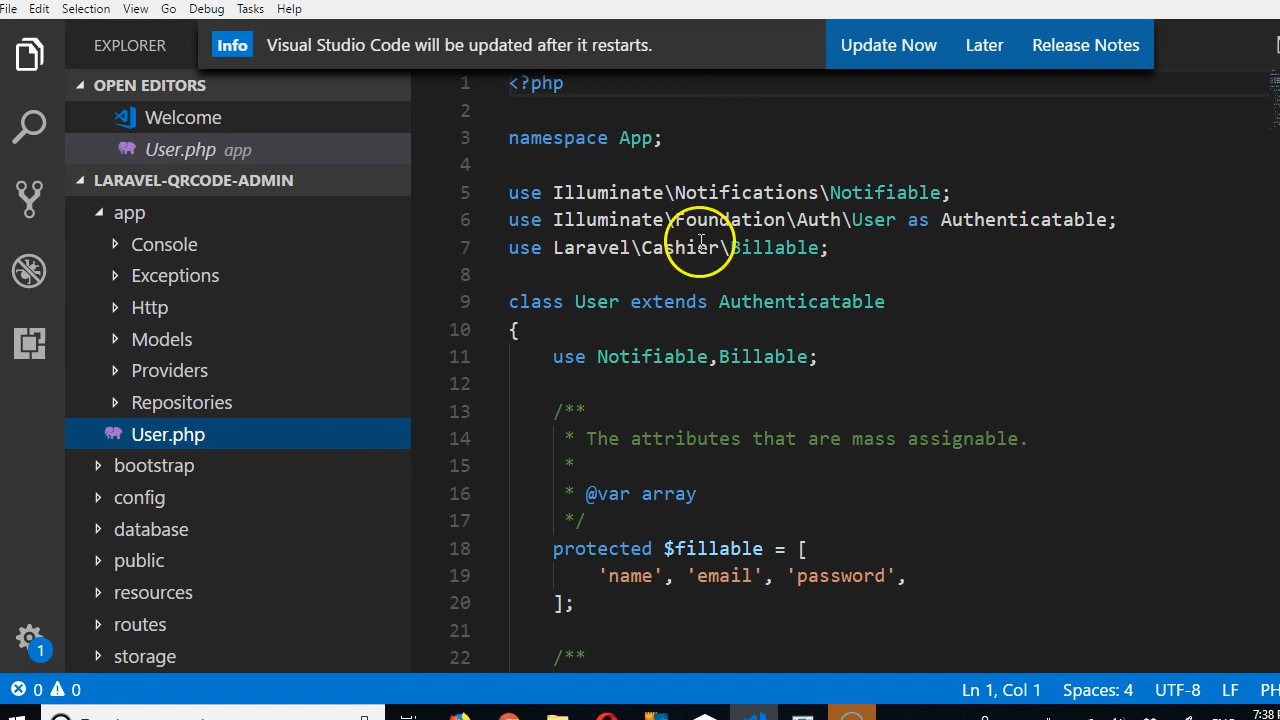 File Edit Selection View Go Debug Tasks Help
EXPLORER
Info Visual Studio Code will be updated after it restarts. Update Now Later Release Notes
OPEN EDITORS
Welcome
User.php app
LARAVEL-QRCODE-ADMIN
app
Console
Exceptions
Http
Models
Providers
Repositories
User.php
bootstrap
config
database
public
resources
routes
storage
1 <?php
2
3 namespace App;
4
5 use Illuminate\Notifications\Notifiable;
6 use Illuminate\Foundation\Auth\User as Authenticatable;
7 use Laravel\Cashier\Billable;
8
9 class User extends Authenticatable
10 {
11 use Notifiable,Billable;
12
13 /**
14 * The attributes that are mass assignable.
15 *
16 * @var array
17 */
18 protected $fillable = [
19 'name', 'email', 'password',
20 ];
21
22 /**
1
0 0 Ln 1, Col 1 Spaces: 4 UTF-8 LF PH
7:38